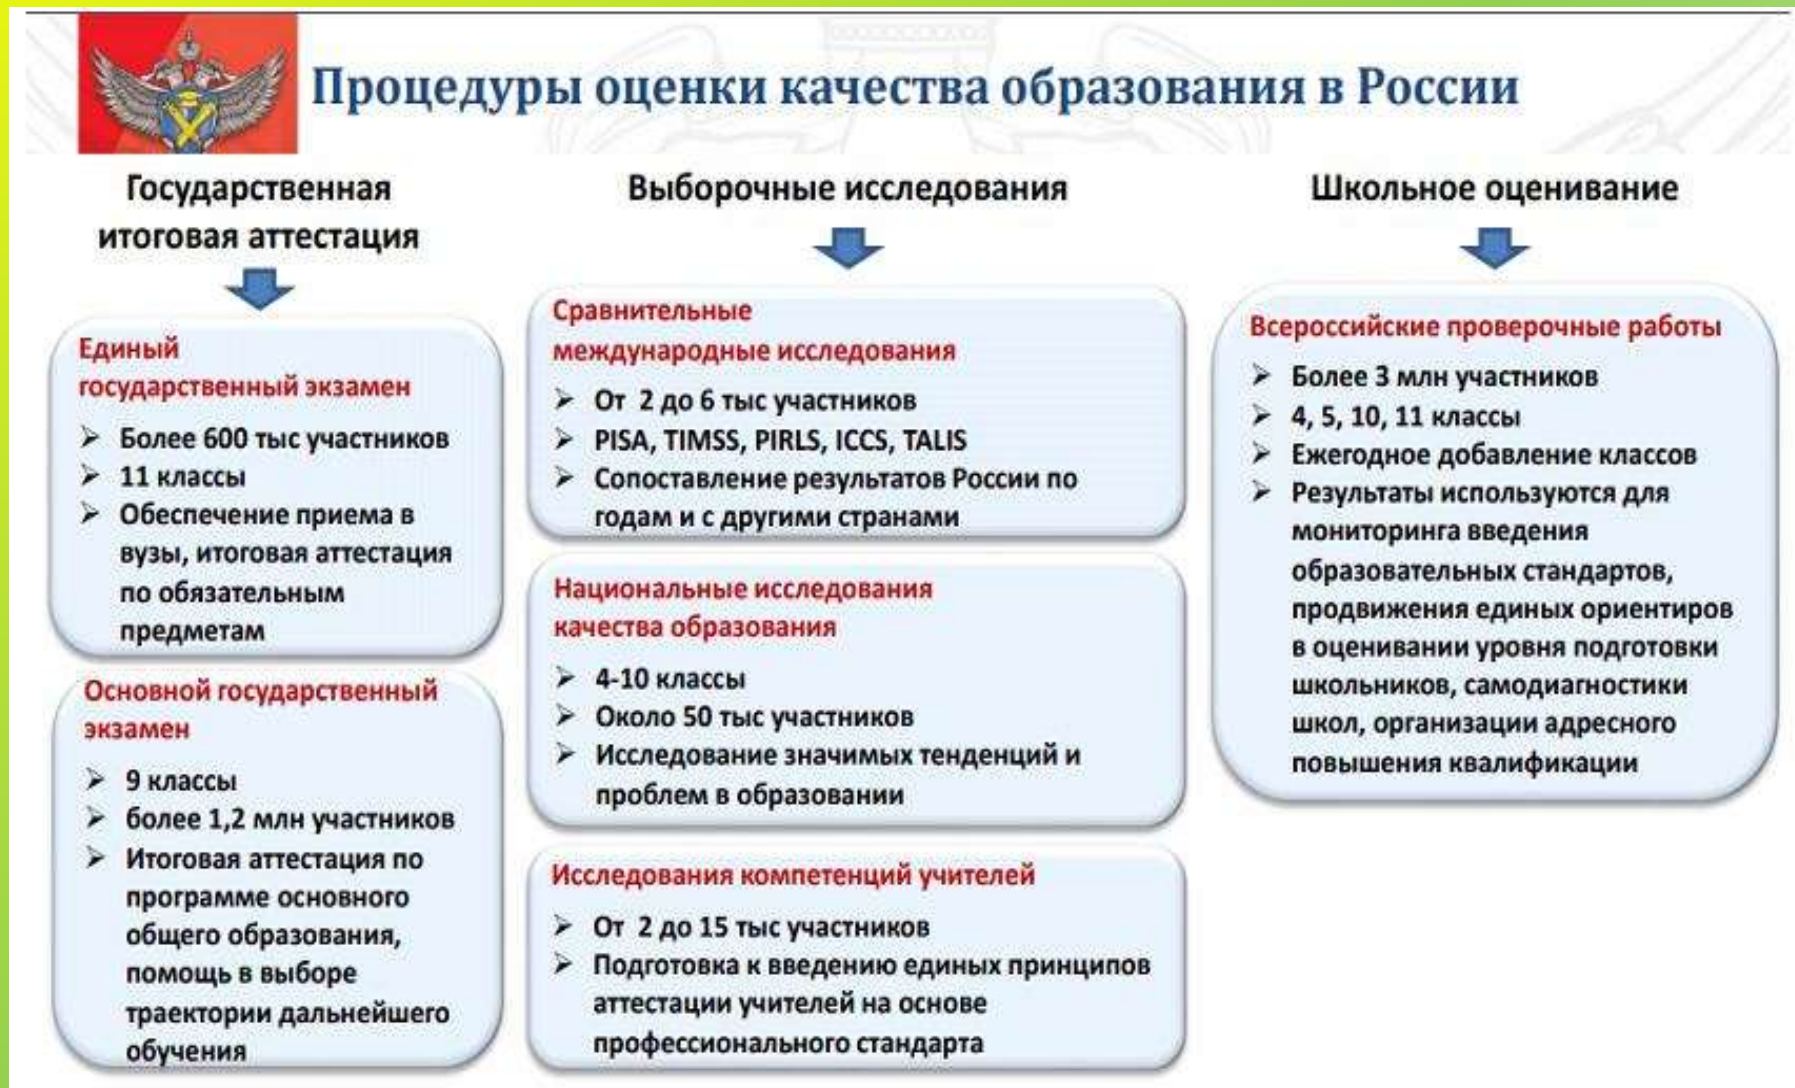 Процедуры оценки качества образования в России
Государственная
итоговая аттестация
Единый
государственный экзамен
Более 600 тыс участников
11 классы
Обеспечение приема в
вузы, итоговая аттестация
по обязательным
предметам
Основной государственный
экзамен
9 классы
более 1,2 млн участников
Итоговая аттестация по
программе основного
общего образования,
помощь в выборе
траектории дальнейшего
обучения
Выборочные исследования
Сравнительные
международные исследования
От 2 до 6 тыс участников
PISA, TIMSS, PIRLS, ICCS, TALIS
Сопоставление результатов России по
годам и с другими странами
Национальные исследования
качества образования
4-10 классы
Около 50 тыс участников
Исследование значимых тенденций и
проблем в образовании
Исследования компетенций учителей
От 2 до 15 тыс участников
Подготовка к введению единых принципов
аттестации учителей на основе
профессионального стандарта
Школьное оценивание
Всероссийские проверочные работы
Более 3 млн участников
4, 5, 10, 11 классы
Ежегодное добавление классов
Результаты используются для
мониторинга введения
образовательных стандартов,
продвижения единых ориентиров
в оценивании уровня подготовки
школьников, самодиагностики
школ, организации адресного
повышения квалификации